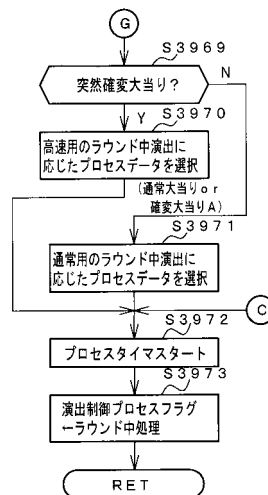 G
S3969
突然確変大当り?
N
Y
S3970
高速用のラウンド中演出に
応じたプロセスデータを選択
(通常大当りor
確変大当りA)
S3971
通常用のラウンド中演出に
応じたプロセスデータを選択
C
S3972
プロセスタイマスタート
S3973
演出制御プロセスフラグ
←ラウンド中処理
RET